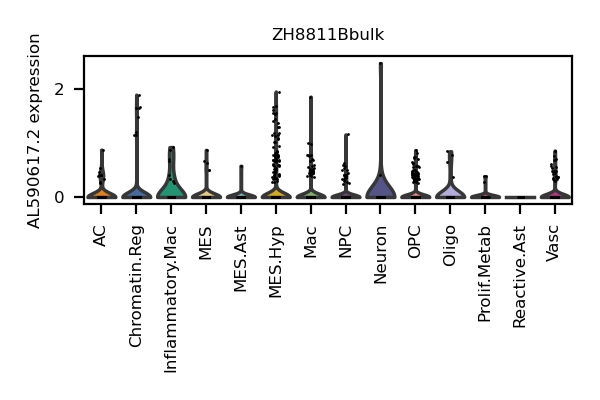 ZH8811Bbulk
AL590617.2 expression
2
0
AC
Chromatin.Reg
Inflammatory.Mac
MES
MES.Ast
MES.Hyp
Mac
NPC
Neuron
OPC
Oligo
Prolif.Metab
Reactive.Ast
Vasc